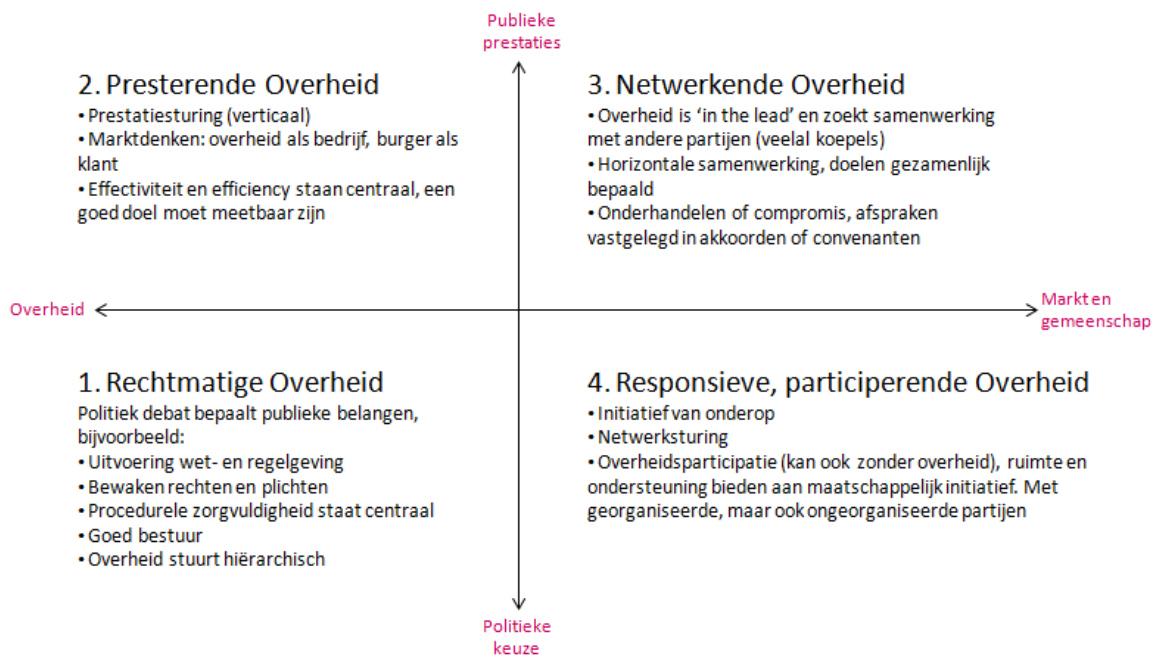 Publieke
prestaties
2. Presterende Overheid
• Prestatiesturing (verticaal)
• Marktdenken: overheid als bedrijf, burger als
klant
• Effectiviteit en efficiency staan centraal, een
goed doel moet meetbaar zijn
3. Netwerkende Overheid
• Overheid is ‘in the lead’ en zoekt samenwerking
met andere partijen (veelal koepels)
• Horizontale samenwerking, doelen gezamenlijk
bepaald
• Onderhandelen of compromis, afspraken
vastgelegd in akkoorden of convenanten
Overheid
Markt en
gemeenschap
1. Rechtmatige Overheid
Politiek debat bepaalt publieke belangen,
bijvoorbeeld:
• Uitvoering wet- en regelgeving
• Bewaken rechten en plichten
• Procedurele zorgvuldigheid staat centraal
• Goed bestuur
• Overheid stuurt hiërarchisch
4. Responsieve, participerende Overheid
• Initiatief van onderop
• Netwerksturing
• Overheidsparticipatie (kan ook zonder overheid), ruimte en
ondersteuning bieden aan maatschappelijk initiatief. Met
georganiseerde, maar ook ongeorganiseerde partijen
Politieke
keuze